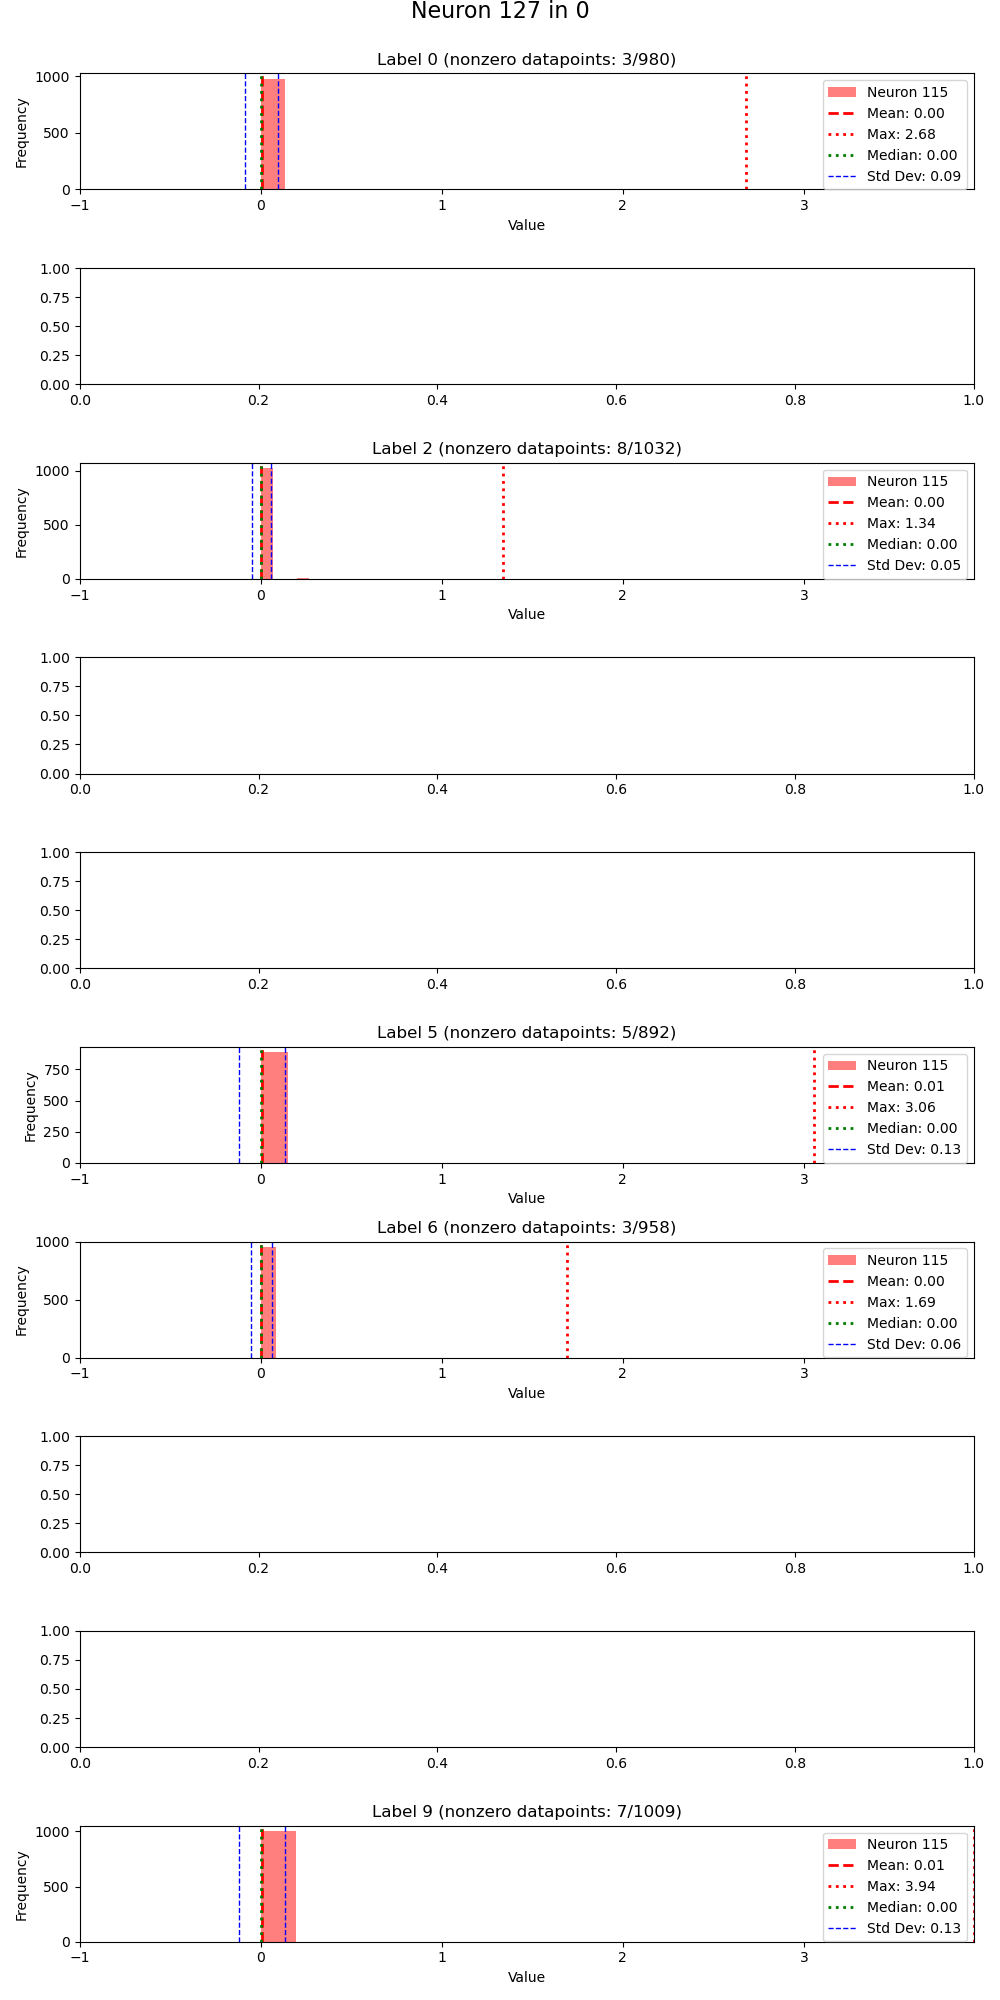 Neuron 127 in 0
Label 0 (nonzero datapoints: 3/980)
1000
500
0
Frequency
Neuron 115
Mean: 0.00
Max: 2.68
Median: 0.00
Std Dev: 0.09
−1 0 1 2 3
Value
1.00
0.75
0.50
0.25
0.00
0.0 0.2 0.4 0.6 0.8 1.0
Label 2 (nonzero datapoints: 8/1032)
1000
500
0
Frequency
Neuron 115
Mean: 0.00
Max: 1.34
Median: 0.00
Std Dev: 0.05
−1 0 1 2 3
Value
1.00
0.75
0.50
0.25
0.00
0.0 0.2 0.4 0.6 0.8 1.0
1.00
0.75
0.50
0.25
0.00
0.0 0.2 0.4 0.6 0.8 1.0
Label 5 (nonzero datapoints: 5/892)
750
500
250
0
Frequency
Neuron 115
Mean: 0.01
Max: 3.06
Median: 0.00
Std Dev: 0.13
−1 0 1 2 3
Value
Label 6 (nonzero datapoints: 3/958)
1000
500
0
Frequency
Neuron 115
Mean: 0.00
Max: 1.69
Median: 0.00
Std Dev: 0.06
−1 0 1 2 3
Value
1.00
0.75
0.50
0.25
0.00
0.0 0.2 0.4 0.6 0.8 1.0
1.00
0.75
0.50
0.25
0.00
0.0 0.2 0.4 0.6 0.8 1.0
Label 9 (nonzero datapoints: 7/1009)
1000
500
0
Frequency
Neuron 115
Mean: 0.01
Max: 3.94
Median: 0.00
Std Dev: 0.13
−1 0 1 2 3
Value